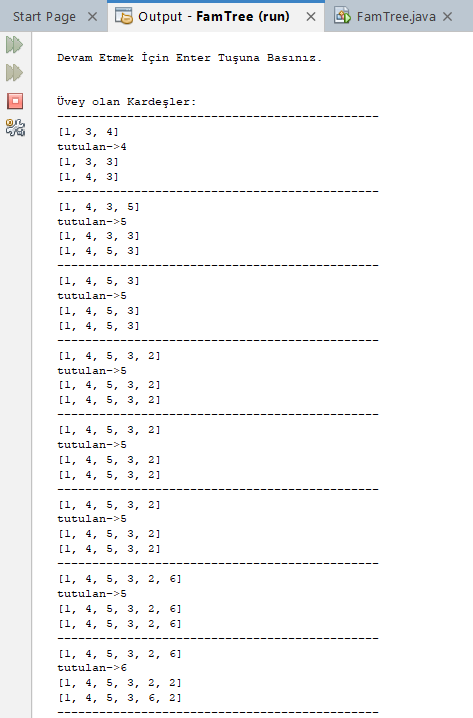 Start Page
Output - FamTree (run)
FamTree.java
Devam Etmek İçin Enter Tuşuna Basınız.
Üvey olan Kardeşler:
-----------------------------------------------
[1, 3, 4]
tutulan->4
[1, 3, 3]
[1, 4, 3]
-----------------------------------------------
[1, 4, 3, 5]
tutulan->5
[1, 4, 3, 3]
[1, 4, 5, 3]
-----------------------------------------------
[1, 4, 5, 3]
tutulan->5
[1, 4, 5, 3]
[1, 4, 5, 3]
-----------------------------------------------
[1, 4, 5, 3, 2]
tutulan->5
[1, 4, 5, 3, 2]
[1, 4, 5, 3, 2]
-----------------------------------------------
[1, 4, 5, 3, 2]
tutulan->5
[1, 4, 5, 3, 2]
[1, 4, 5, 3, 2]
-----------------------------------------------
[1, 4, 5, 3, 2]
tutulan->5
[1, 4, 5, 3, 2]
[1, 4, 5, 3, 2]
-----------------------------------------------
[1, 4, 5, 3, 2, 6]
tutulan->5
[1, 4, 5, 3, 2, 6]
[1, 4, 5, 3, 2, 6]
-----------------------------------------------
[1, 4, 5, 3, 2, 6]
tutulan->6
[1, 4, 5, 3, 2, 2]
[1, 4, 5, 3, 6, 2]
-----------------------------------------------